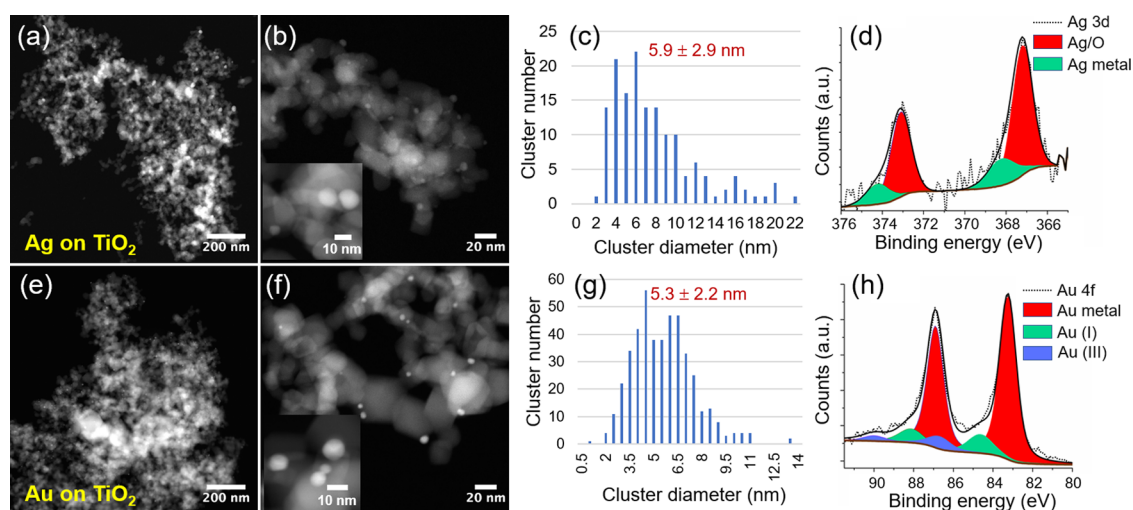 (a)
Ag on TiO2
200 nm
(b)
10 nm
20 nm
(c)
5.9 ± 2.9 nm
Cluster number
25
20
15
10
5
0
0 2 4 6 8 10 12 14 16 18 20 22
Cluster diameter (nm)
(d)
Ag 3d
Ag/O
Ag metal
Counts (a.u.)
376 374 372 370 368 366
Binding energy (eV)
(e)
Au on TiO2
200 nm
(f)
10 nm
20 nm
(g)
5.3 ± 2.2 nm
Cluster number
60
50
40
30
20
10
0
0.5 2 3.5 5 6.5 8 9.5 11 12.5 14
Cluster diameter (nm)
(h)
Au 4f
Au metal
Au (I)
Au (III)
Counts (a.u.)
90 88 86 84 82 80
Binding energy (eV)